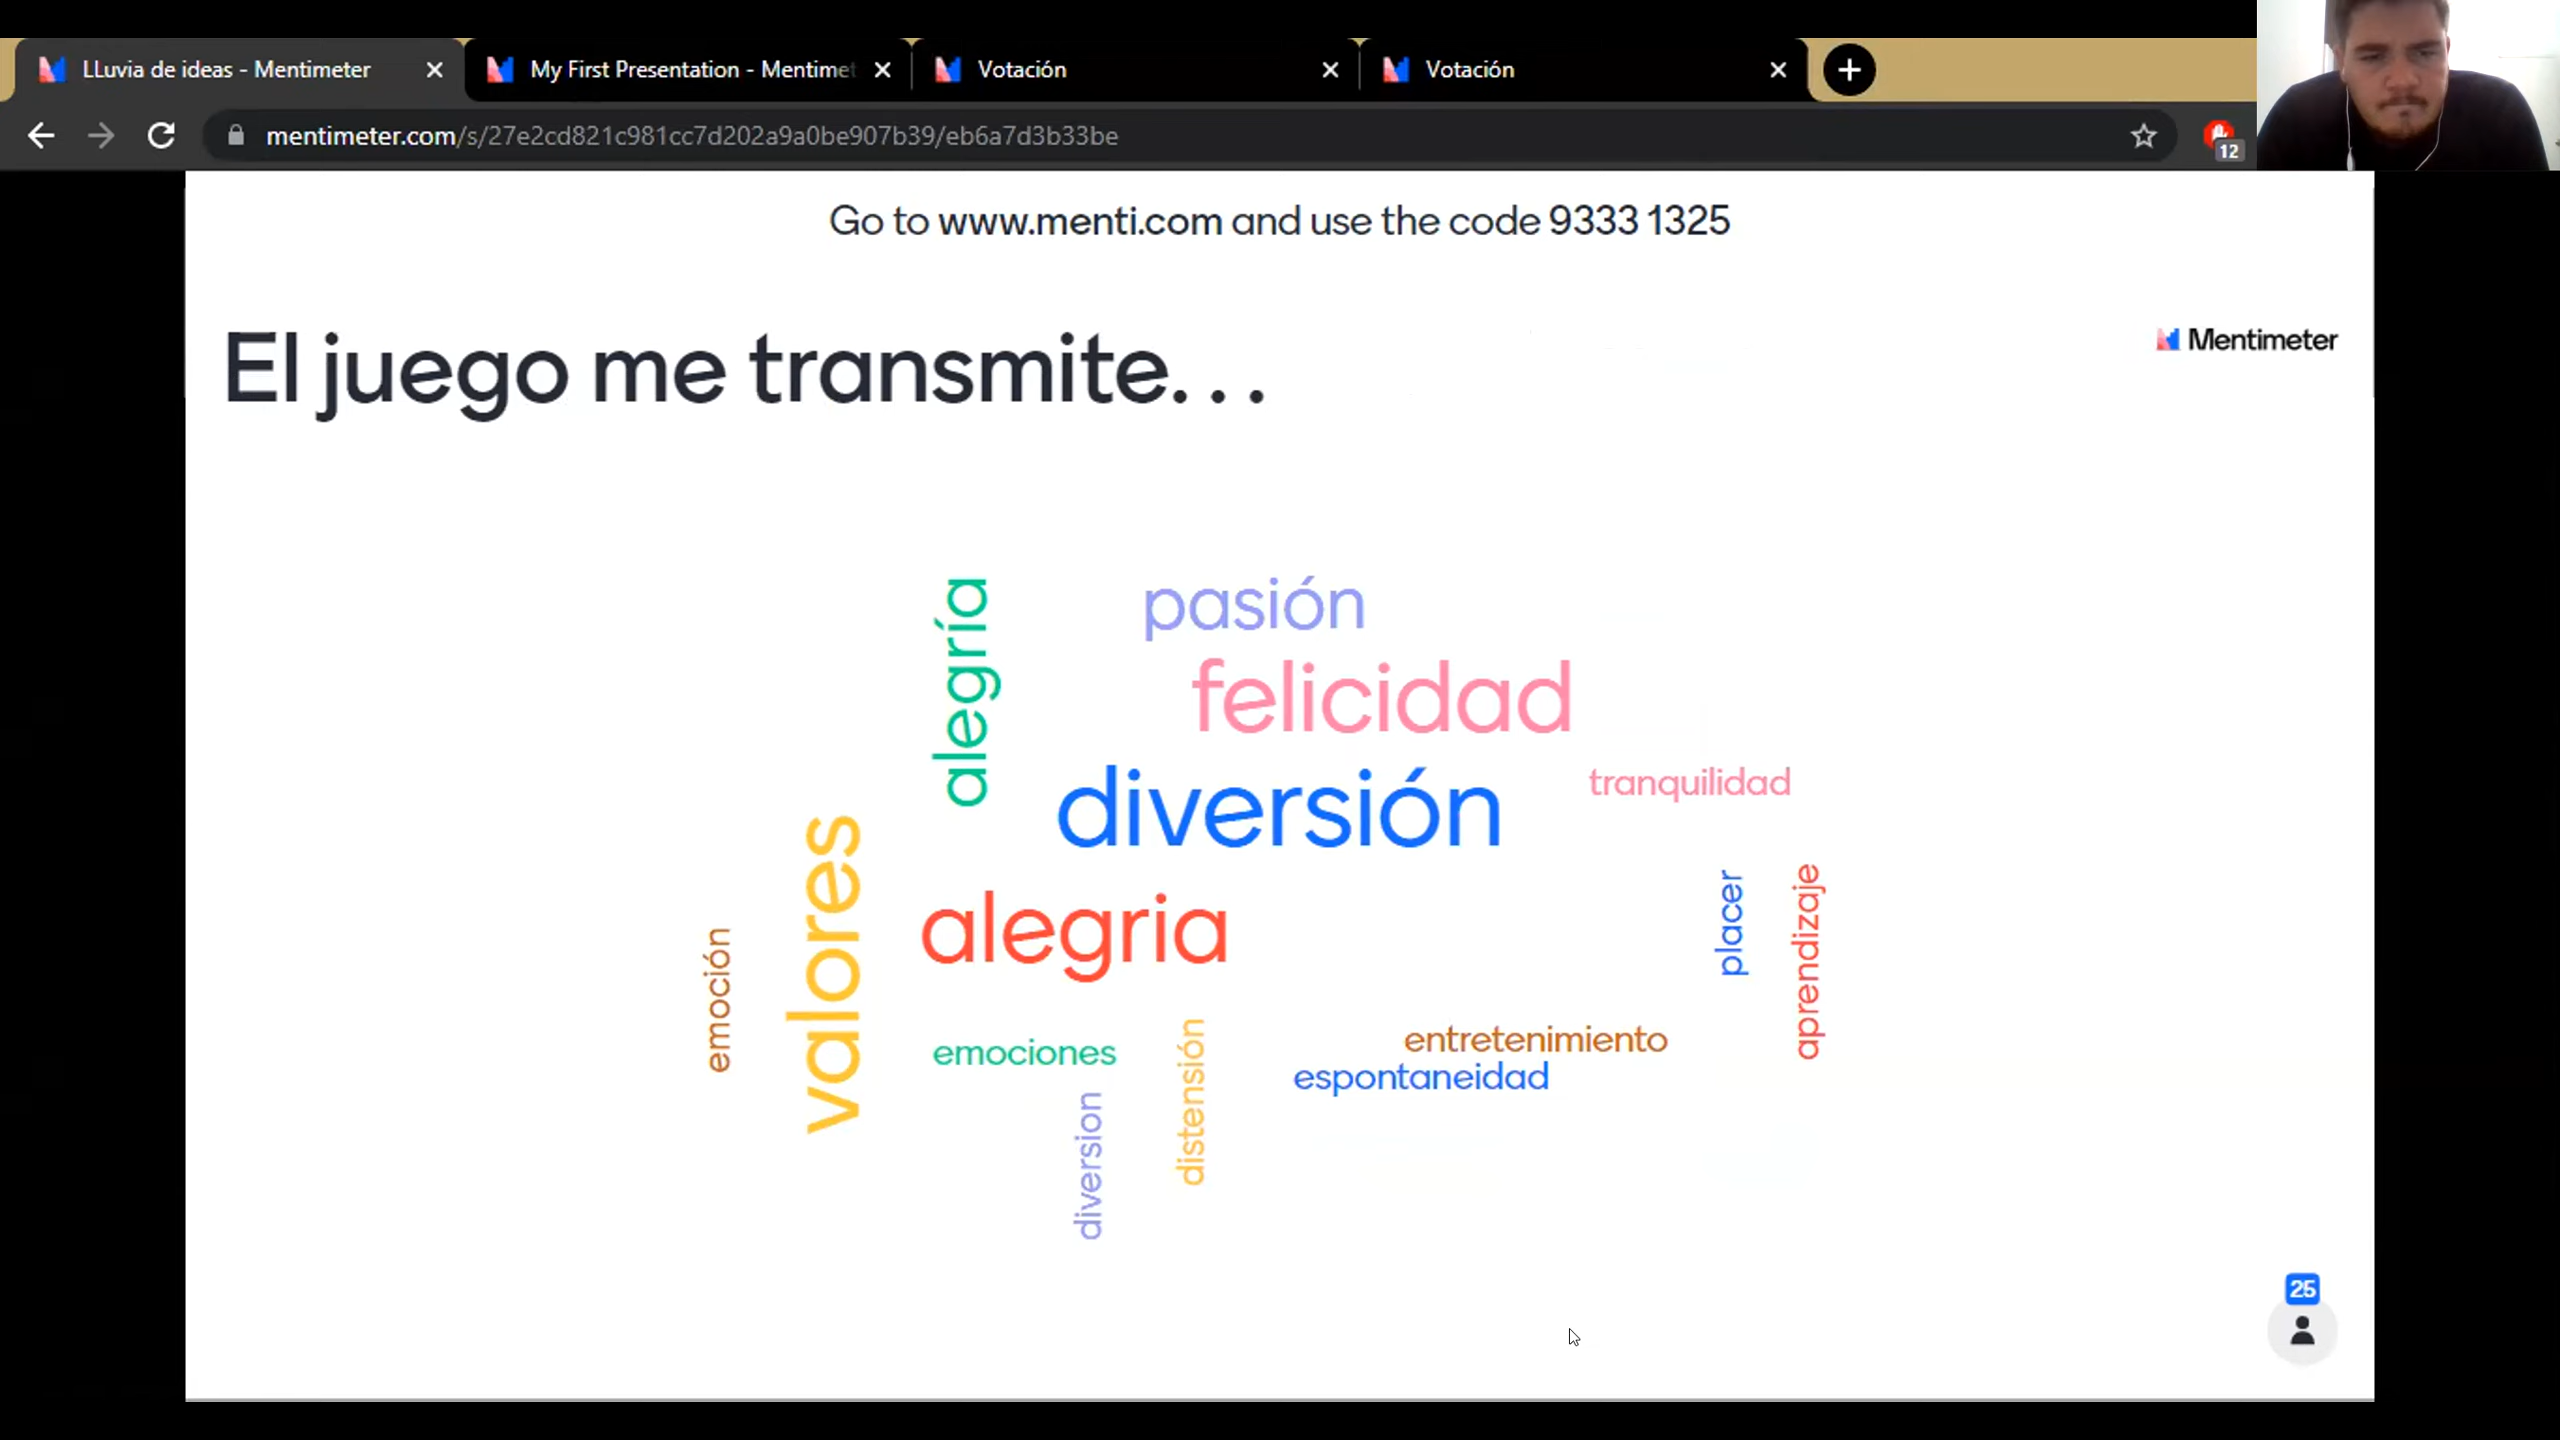 LLuvia de ideas - Mentimeter
My First Presentation - Mentimet
Votación
Votación
mentimeter.com/s/27e2cd821c981cc7d202a9a0be907b39/eb6a7d3b33be
12
Go to www.menti.com and use the code 9333 1325
El juego me transmite...
Mentimeter
alegría
pasión
felicidad
diversión
tranquilidad
valores
alegria
placer
aprendizaje
emoción
emociones
distensión
entretenimiento
espontaneidad
diversion
25